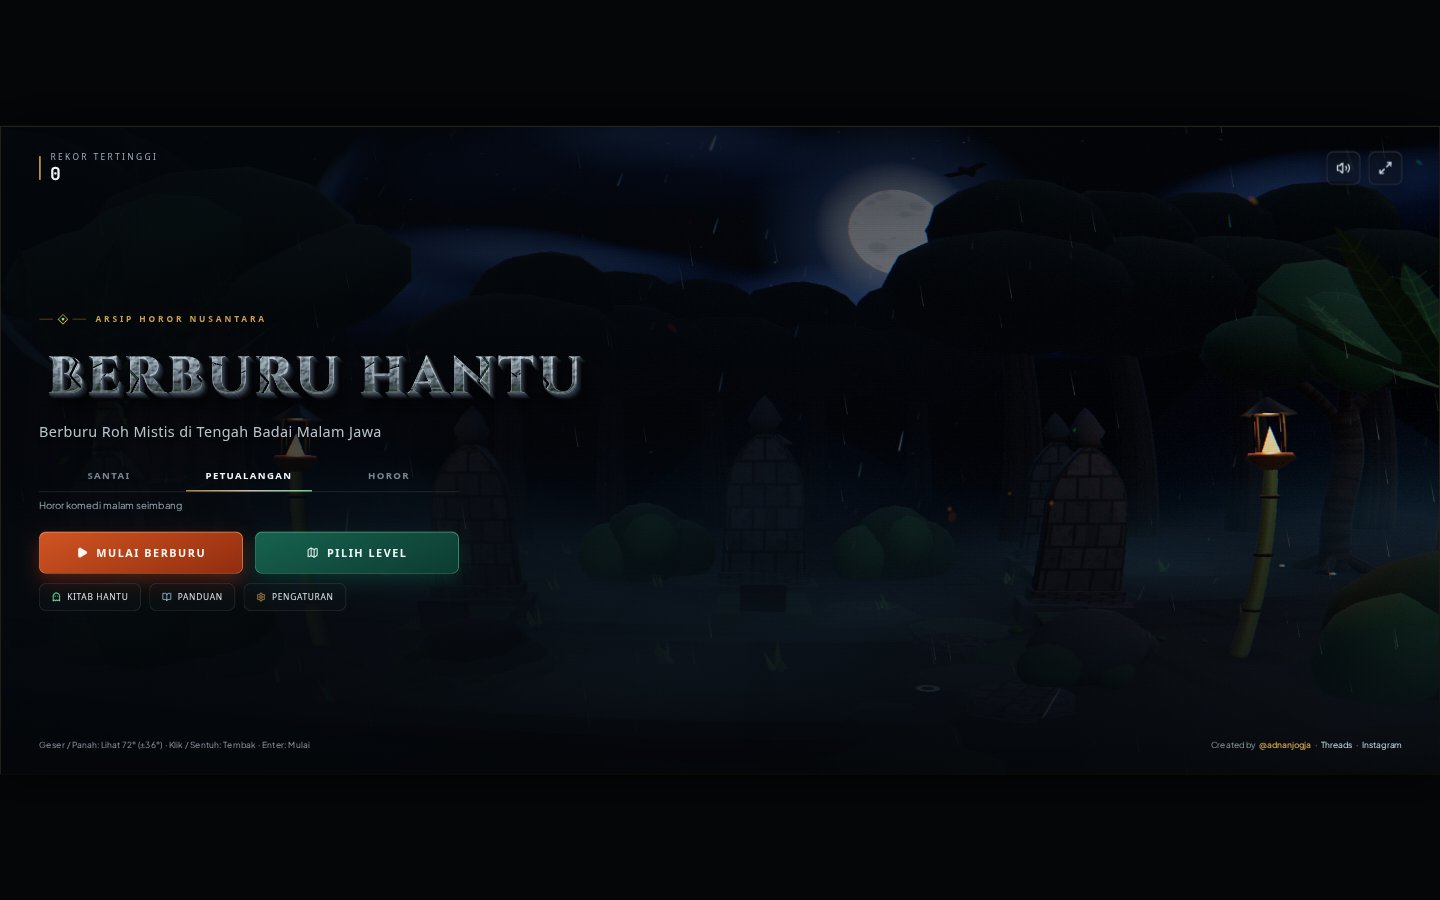 REKOR TERTINGGI
0
ARSIP HOROR NUSANTARA
BERBURU HANTU
Berburu Roh Mistis di Tengah Badai Malam Jawa
SANTAI PETUALANGAN HOROR
Horor komedi malam seimbang
MULAI BERBURU PILIH LEVEL
KITAB HANTU PANDUAN PENGATURAN
Geser / Panah: Lihat 72° (±36°) · Klik / Sentuh: Tembak · Enter: Mulai
Created by @adnanjogja · Threads · Instagram